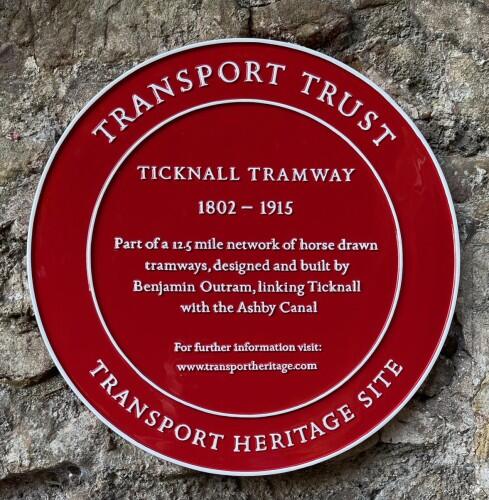 TRANSPORT TRUST
TICKNALL TRAMWAY
1802 – 1915
Part of a 12.5 mile network of horse drawn
tramways, designed and built by
Benjamin Outram, linking Ticknall
with the Ashby Canal
For further information visit:
www.transportheritage.com
TRANSPORT HERITAGE SITE